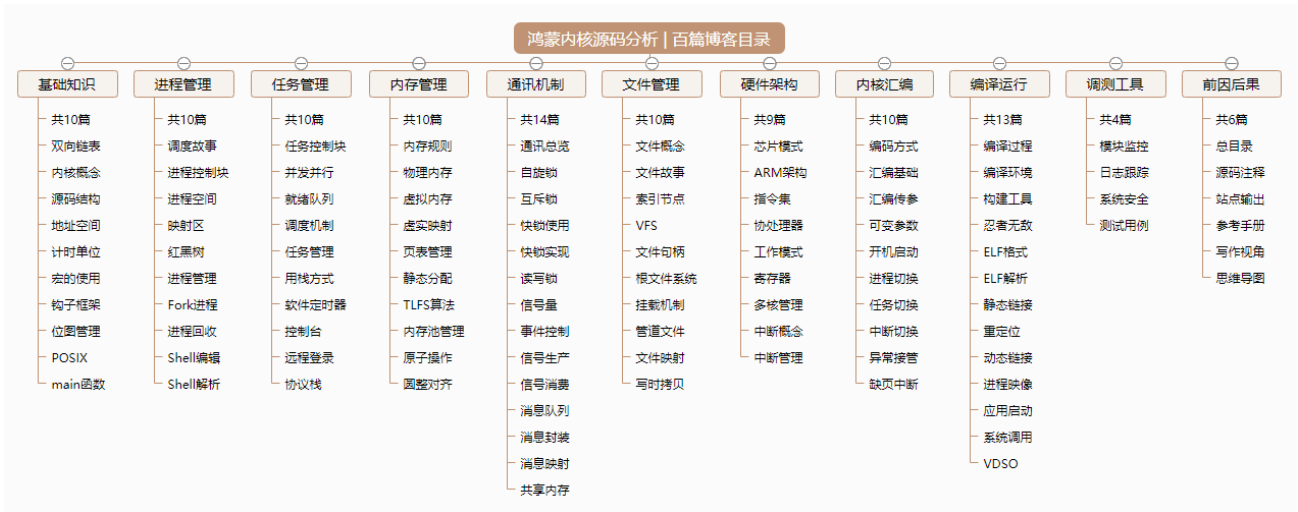 鸿蒙内核源码分析 | 百篇博客目录
基础知识
共10篇
双向链表
内核概念
源码结构
地址空间
计时单位
宏的使用
钩子框架
位图管理
POSIX
main函数
进程管理
共10篇
调度故事
进程控制块
进程空间
映射区
红黑树
进程管理
Fork进程
进程回收
Shell编辑
Shell解析
任务管理
共10篇
任务控制块
并发并行
就绪队列
调度机制
任务管理
用栈方式
软件定时器
控制台
远程登录
协议栈
内存管理
共10篇
内存规则
物理内存
虚拟内存
虚实映射
页表管理
静态分配
TLFS算法
内存池管理
原子操作
圆整对齐
通讯机制
共14篇
通讯总览
自旋锁
互斥锁
快锁使用
快锁实现
读写锁
信号量
事件控制
信号生产
信号消费
消息队列
消息封装
消息映射
共享内存
文件管理
共10篇
文件概念
文件故事
索引节点
VFS
文件句柄
根文件系统
挂载机制
管道文件
文件映射
写时拷贝
硬件架构
共9篇
芯片模式
ARM架构
指令集
协处理器
工作模式
寄存器
多核管理
中断概念
中断管理
内核汇编
共10篇
编码方式
汇编基础
汇编传参
可变参数
开机启动
进程切换
任务切换
中断切换
异常接管
缺页中断
编译运行
共13篇
编译过程
编译环境
构建工具
忍者无敌
ELF格式
ELF解析
静态链接
重定位
动态链接
进程映像
应用启动
系统调用
VDSO
调测工具
共4篇
模块监控
日志跟踪
系统安全
测试用例
前因后果
共6篇
总目录
源码注释
站点输出
参考手册
写作视角
思维导图